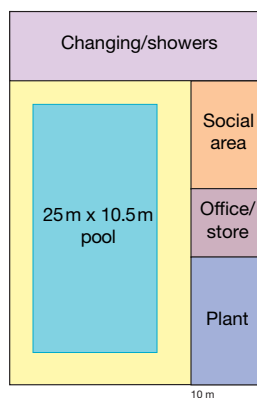 Changing/showers
Social
area
25 m x 10.5 m
pool
Office/
store
Plant
10 m